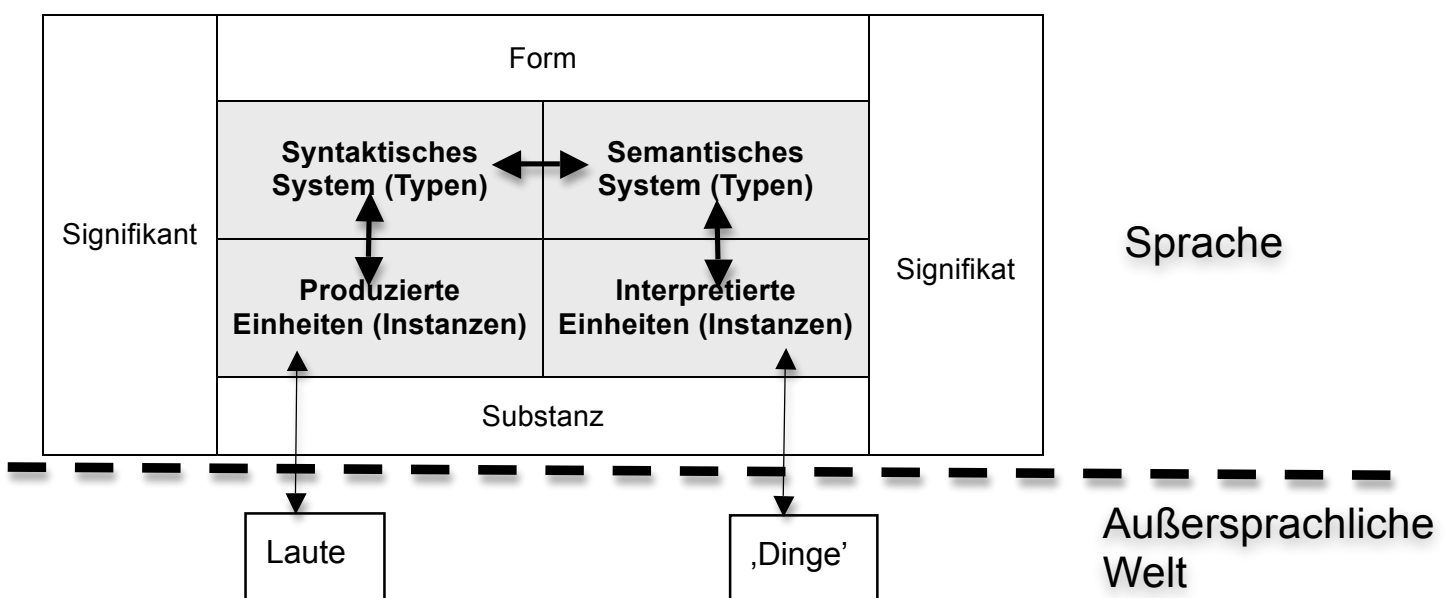 Form
Syntaktisches
System (Typen)
Semantisches
System (Typen)
Signifikant
Signifikat
Sprache
Produzierte
Einheiten (Instanzen)
Interpretierte
Einheiten (Instanzen)
Substanz
Laute
‚Dinge’
Außersprachliche
Welt